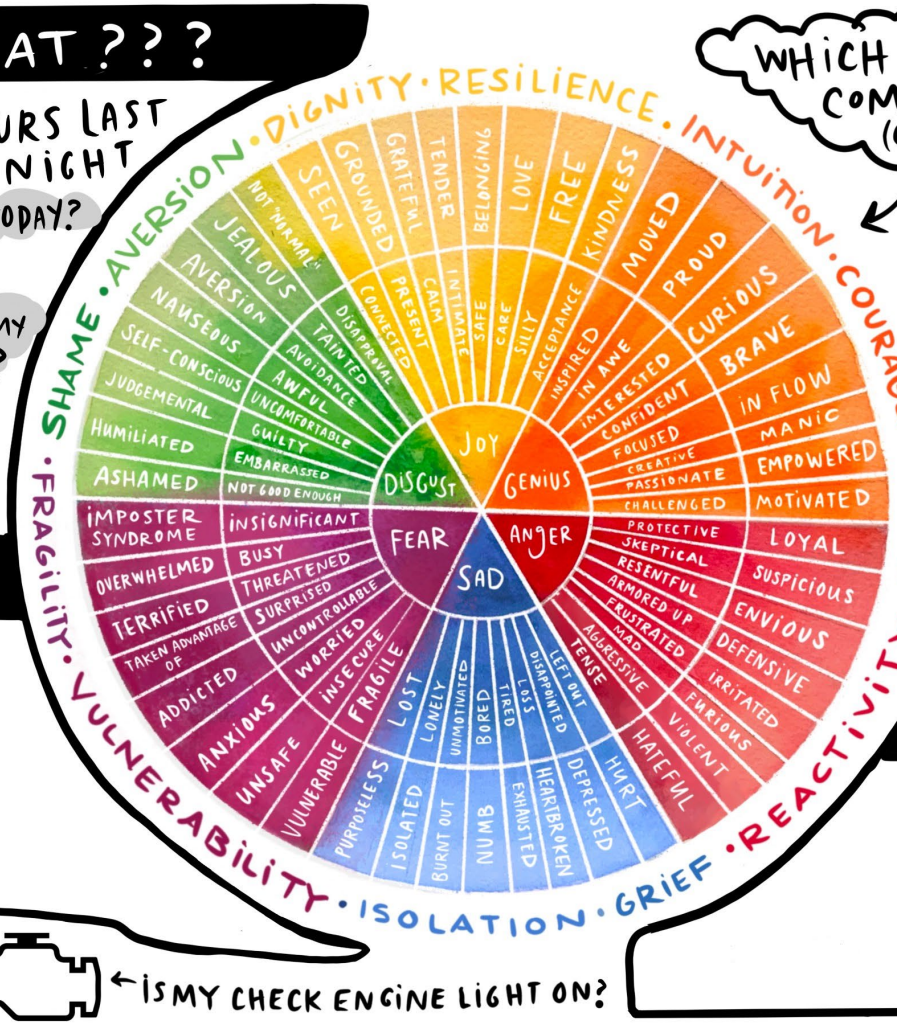 AT ? ? ?
URS LAST
NIGHT
ODAY?
MY
WHICH
COM
SHAME • AVERSION • DIGNITY • RESILIENCE • INTUITION • COURAG
REACTIVITY
GRIEF • ISOLATION • VULNERABILITY • FRAGILITY
JOY
CONNECTED
PRESENT
CALM
INTIMATE
SAFE
CARE
SILLY
ACCEPTANCE
SEEN
GROUNDED
GRATEFUL
TENDER
BELONGING
LOVE
FREE
KINDNESS
GENIUS
INSPIRED
IN AWE
INTERESTED
CONFIDENT
FOCUSED
CREATIVE
PASSIONATE
CHALLENGED
MOVED
PROUD
CURIOUS
BRAVE
IN FLOW
MANIC
EMPOWERED
MOTIVATED
ANGER
PROTECTIVE
SKEPTICAL
RESENTFUL
ARMORED UP
FRUSTRATED
MAD
AGGRESSIVE
TENSE
LOYAL
SUSPICIOUS
ENVIOUS
DEFENSIVE
IRRITATED
FURIOUS
VIOLENT
HATEFUL
SAD
LEFT OUT
DISAPPOINTED
LOSS
TIRED
BORED
UNMOTIVATED
LONELY
LOST
HURT
DEPRESSED
HEARTBROKEN
EXHAUSTED
NUMB
BURNT OUT
ISOLATED
PURPOSELESS
FEAR
FRAGILE
INSECURE
WORRIED
UNCONTROLLABLE
SURPRISED
THREATENED
BUSY
INSIGNIFICANT
VULNERABLE
UNSAFE
ANXIOUS
ADDICTED
TAKEN ADVANTAGE
OF
TERRIFIED
OVERWHELMED
IMPOSTER
SYNDROME
DISGUST
NOT GOOD ENOUGH
EMBARRASSED
GUILTY
UNCOMFORTABLE
AWFUL
AVOIDANCE
TAINTED
DISAPPROVAL
ASHAMED
HUMILIATED
JUDGEMENTAL
SELF-CONSCIOUS
NAUSEOUS
AVERSION
JEALOUS
NOT "NORMAL"
IS MY CHECK ENGINE LIGHT ON?